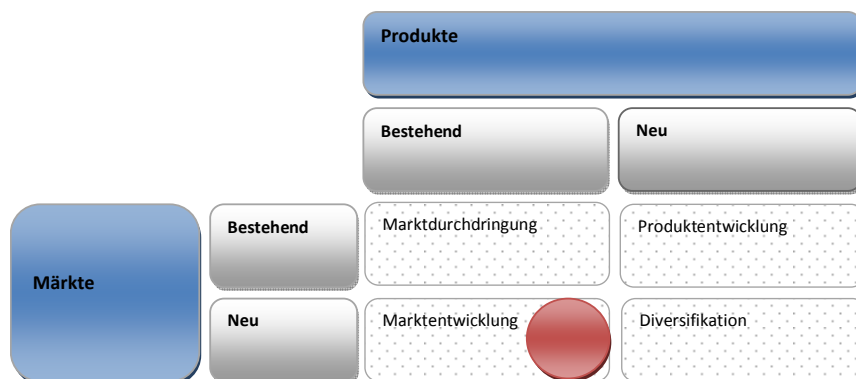 Produkte
Bestehend
Neu
Märkte
Bestehend
Marktdurchdringung
Produktentwicklung
Neu
Marktentwicklung
Diversifikation